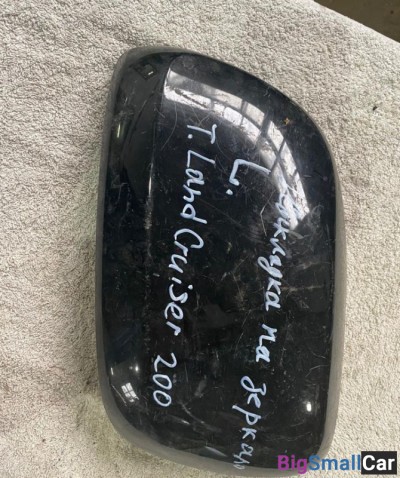 L.
Накладка на зеркало
T. Land Cruiser 200
BigSmallCar